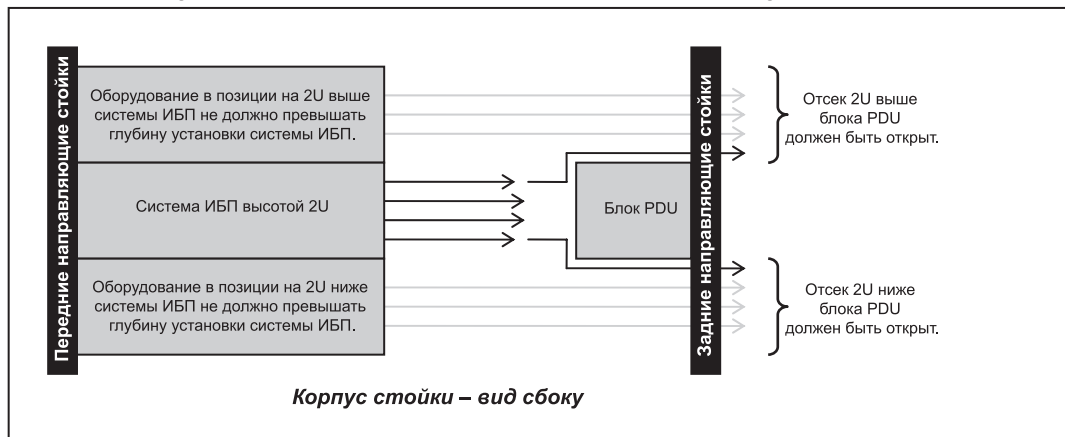 Передние направляющие стойки
Оборудование в позиции на 2U выше
системы ИБП не должно превышать
глубину установки системы ИБП.
Система ИБП высотой 2U
Оборудование в позиции на 2U ниже
системы ИБП не должно превышать
глубину установки системы ИБП.
Блок PDU
Задние направляющие стойки
Отсек 2U выше
блока PDU
должен быть открыт.
Отсек 2U ниже
блока PDU
должен быть открыт.
Корпус стойки – вид сбоку